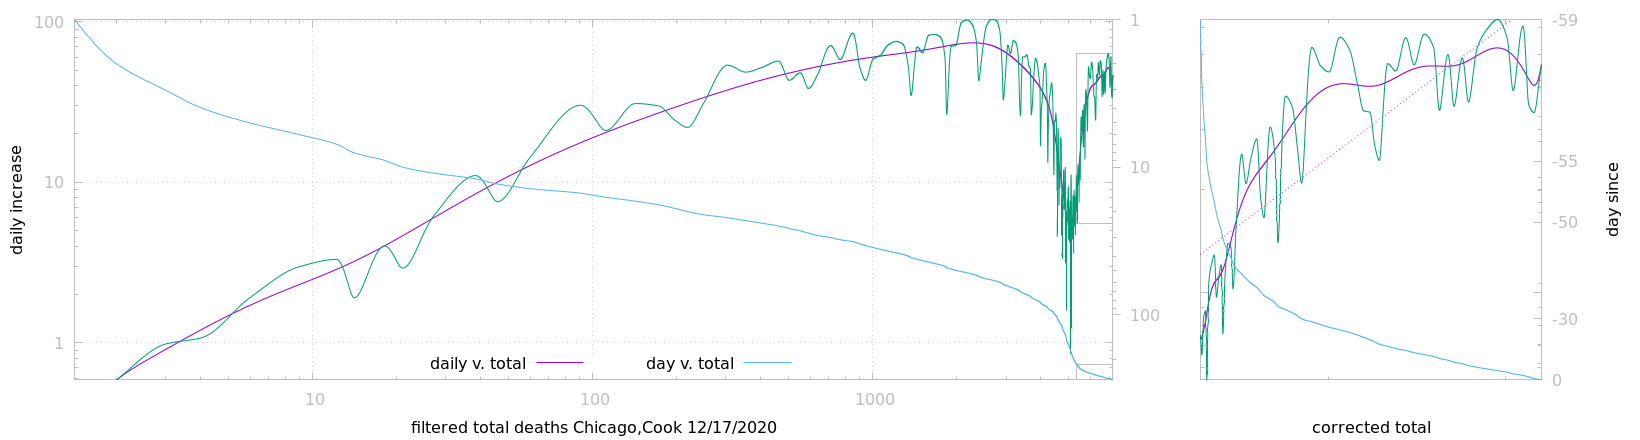 100
10
1
daily increase
10
100
1000
filtered total deaths Chicago,Cook 12/17/2020
daily v. total
day v. total
1
10
100
-59
-55
-50
-30
0
day since
corrected total